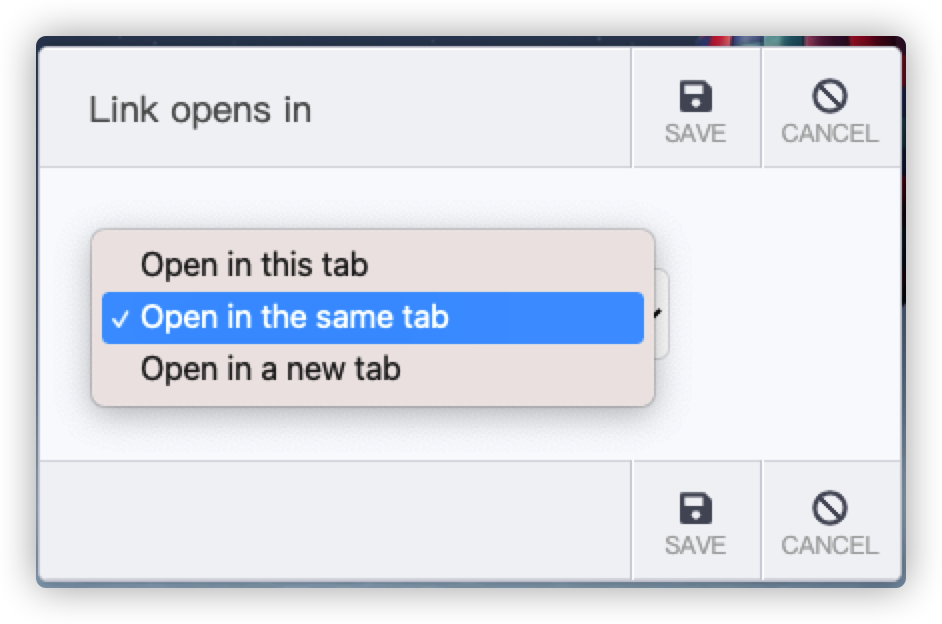 Link opens in
SAVE
CANCEL
Open in this tab
✓ Open in the same tab
Open in a new tab
SAVE
CANCEL